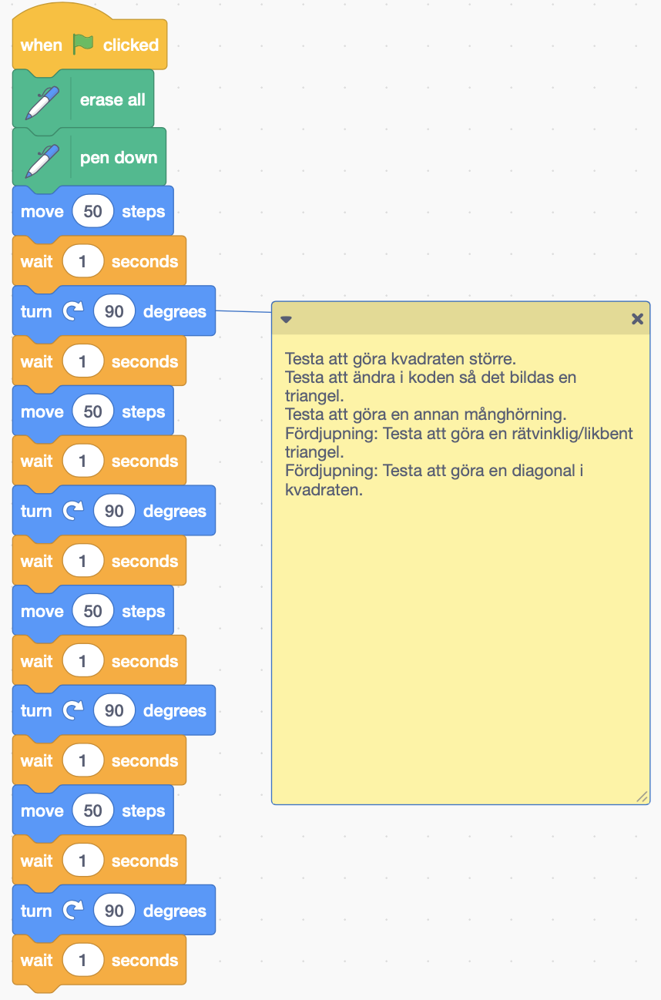 when clicked
erase all
pen down
move 50 steps
wait 1 seconds
turn 90 degrees
wait 1 seconds
move 50 steps
wait 1 seconds
turn 90 degrees
wait 1 seconds
move 50 steps
wait 1 seconds
turn 90 degrees
wait 1 seconds
move 50 steps
wait 1 seconds
turn 90 degrees
wait 1 seconds
Testa att göra kvadraten större.
Testa att ändra i koden så det bildas en
triangel.
Testa att göra en annan månghörning.
Fördjupning: Testa att göra en rätvinklig/likbent
triangel.
Fördjupning: Testa att göra en diagonal i
kvadraten.